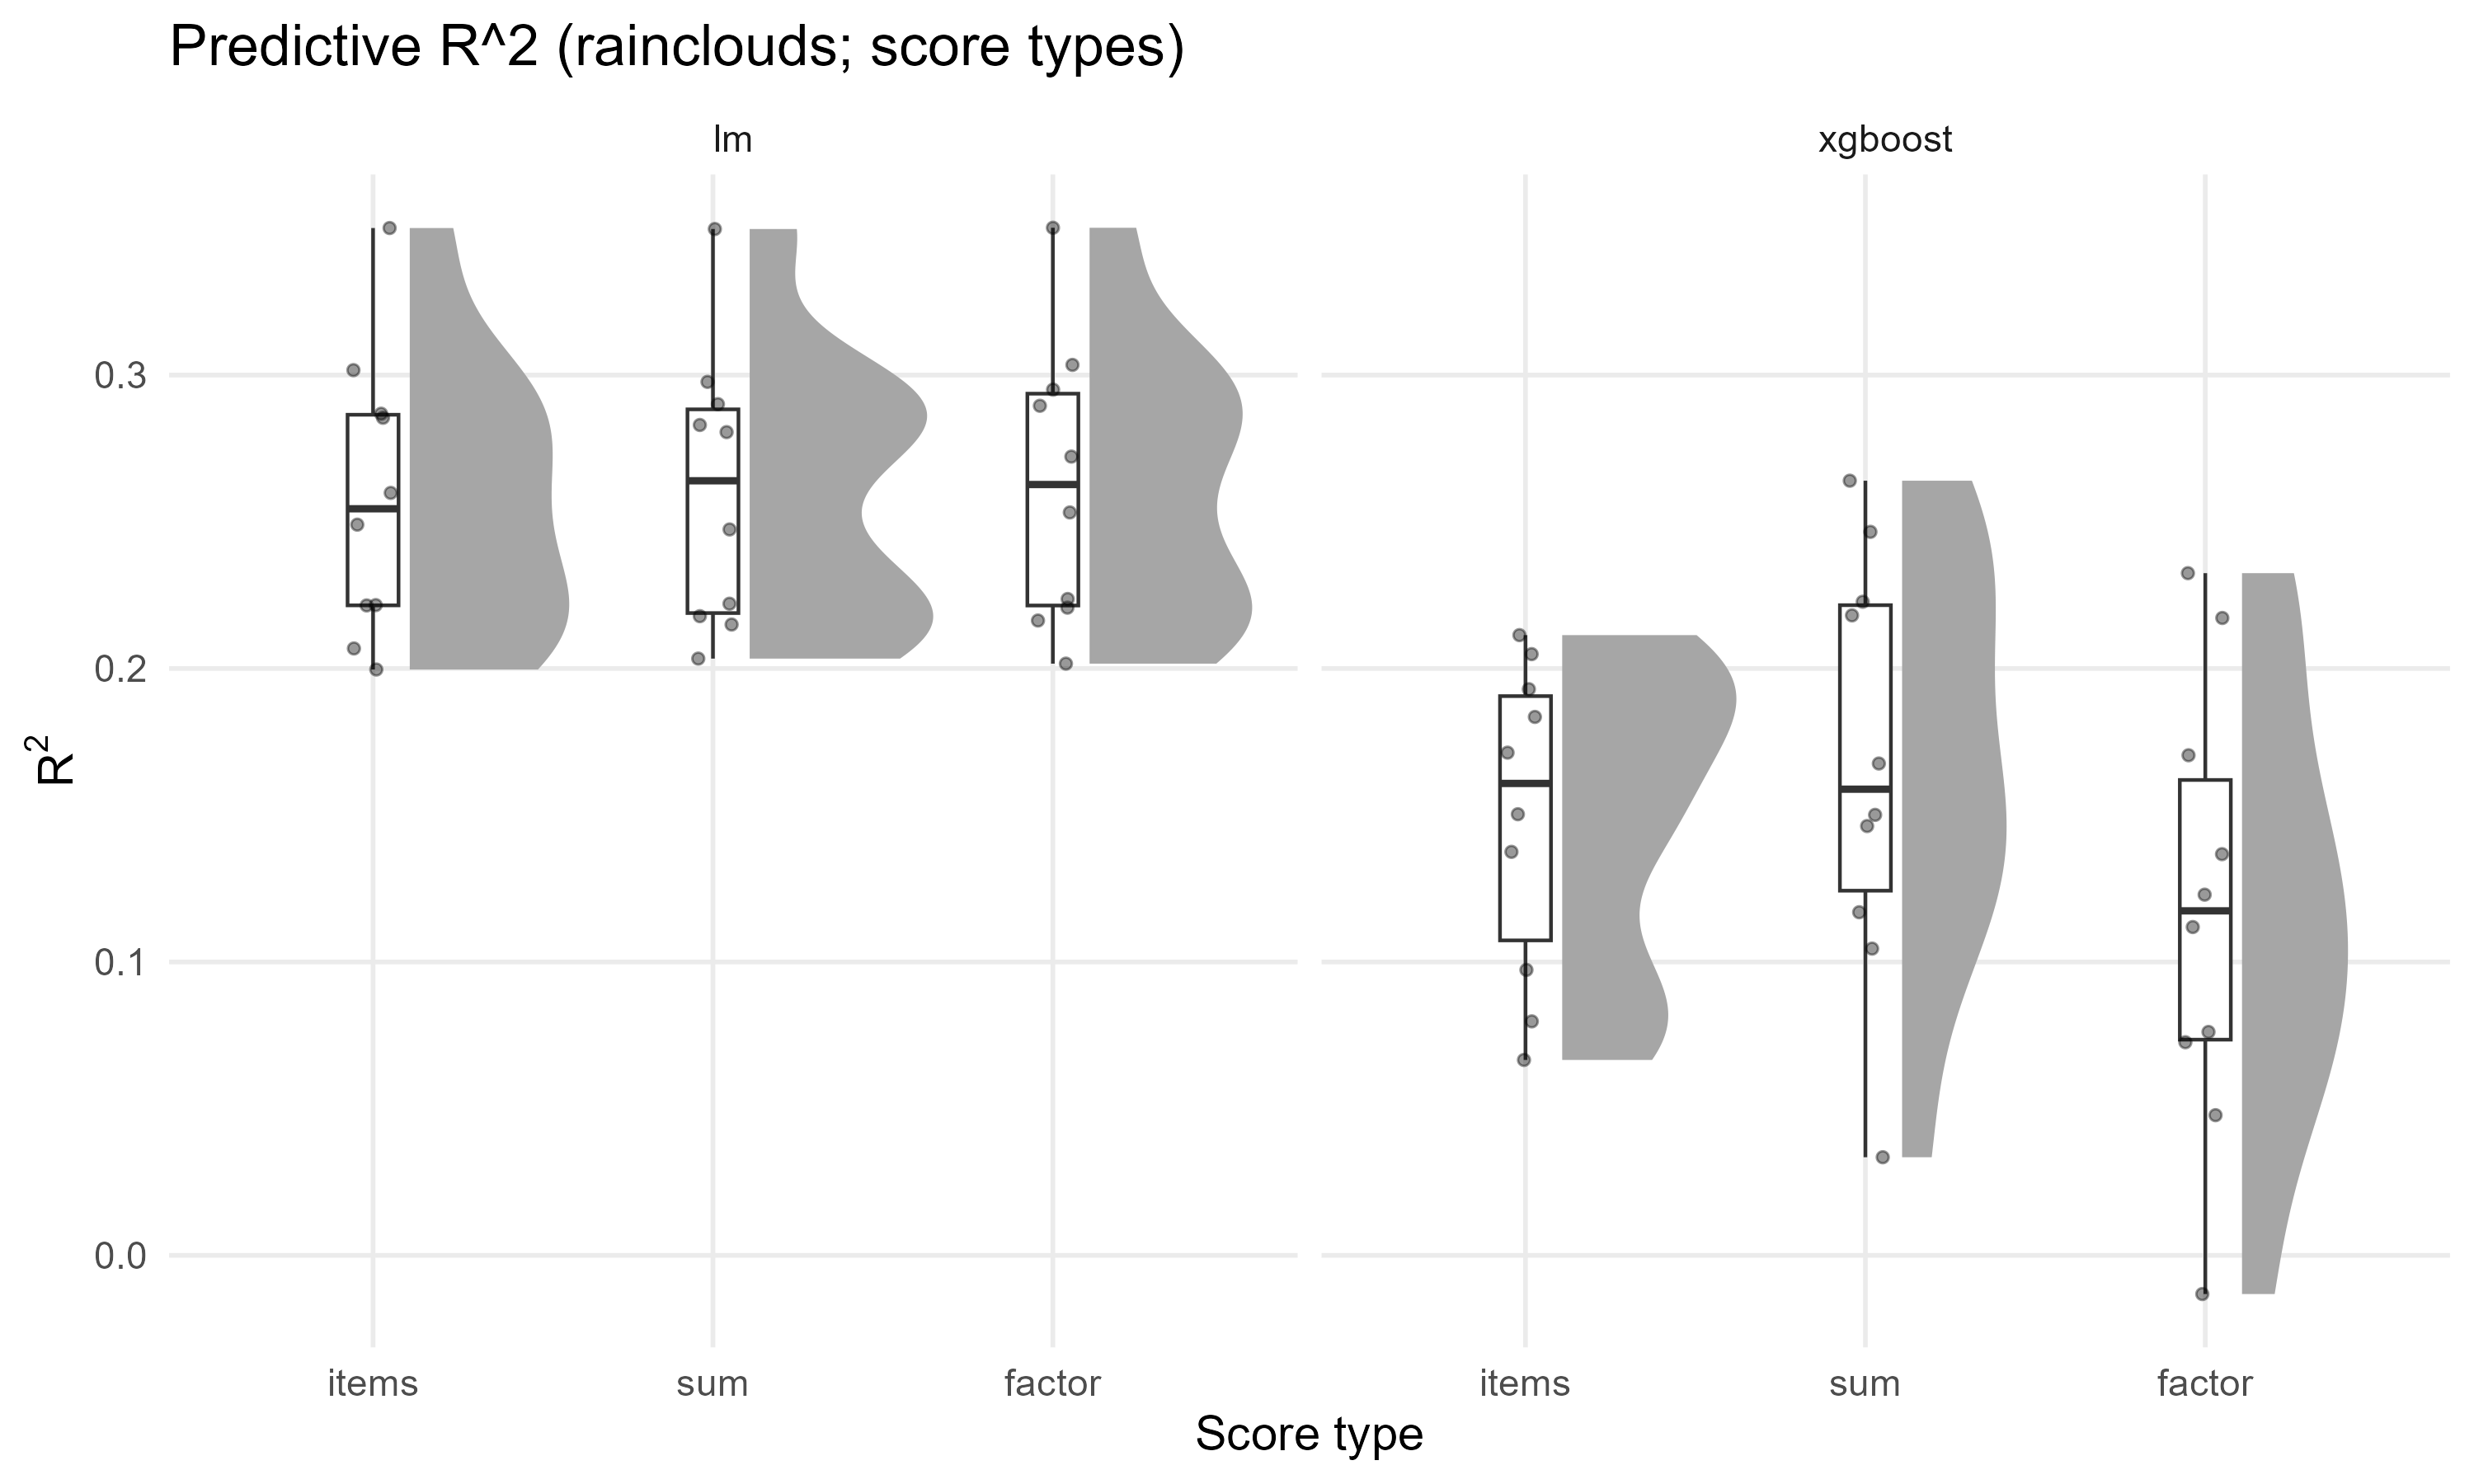 Predictive R^2 (rainclouds; score types)
lm
xgboost
0.3
0.2
0.1
0.0
R²
items
sum
factor
items
sum
factor
Score type